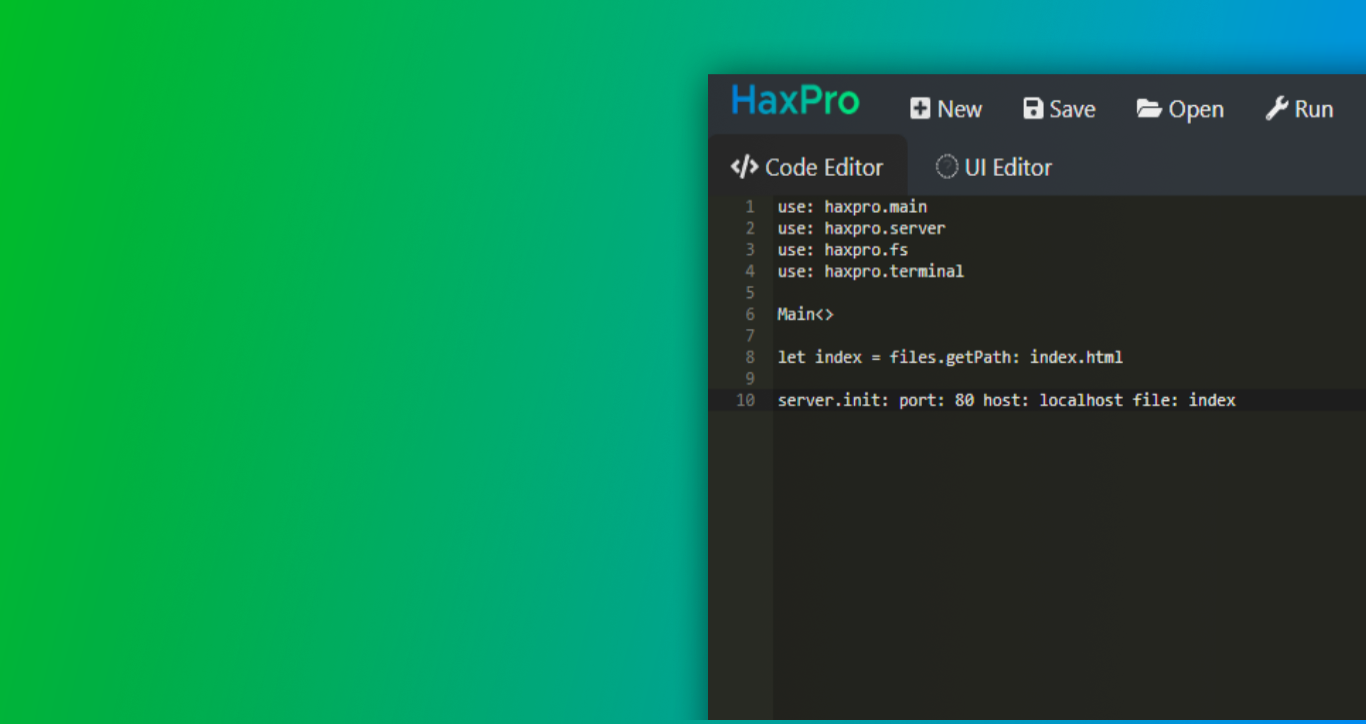 HaxPro New Save Open Run
Code Editor UI Editor
1 use: haxpro.main
2 use: haxpro.server
3 use: haxpro.fs
4 use: haxpro.terminal
5
6 Main<>
7
8 let index = files.getPath: index.html
9
10 server.init: port: 80 host: localhost file: index